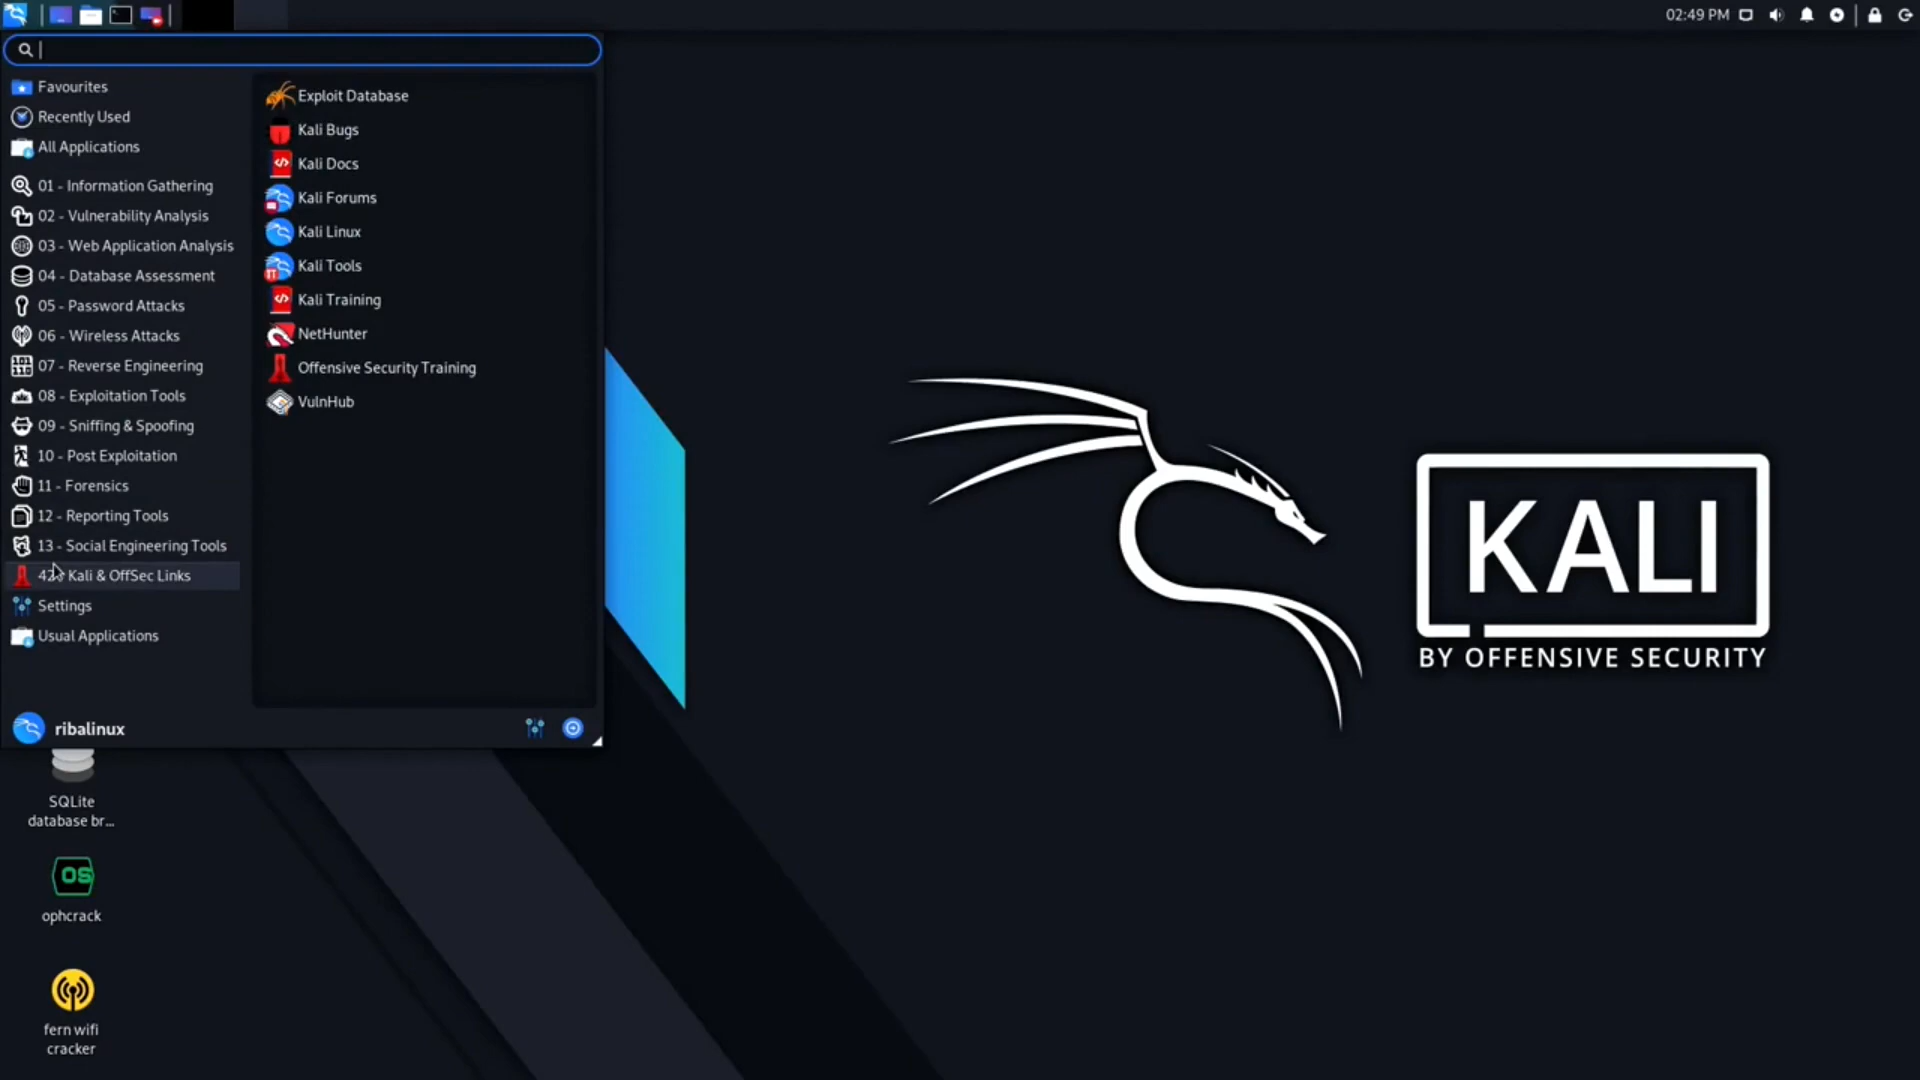 02:49 PM
Favourites
Recently Used
All Applications
01 - Information Gathering
02 - Vulnerability Analysis
03 - Web Application Analysis
04 - Database Assessment
05 - Password Attacks
06 - Wireless Attacks
07 - Reverse Engineering
08 - Exploitation Tools
09 - Sniffing & Spoofing
10 - Post Exploitation
11 - Forensics
12 - Reporting Tools
13 - Social Engineering Tools
42 - Kali & OffSec Links
Settings
Usual Applications
Exploit Database
Kali Bugs
Kali Docs
Kali Forums
Kali Linux
Kali Tools
Kali Training
NetHunter
Offensive Security Training
VulnHub
ribalinux
SQLite
database br...
OS
ophcrack
fern wifi
cracker
KALI
BY OFFENSIVE SECURITY